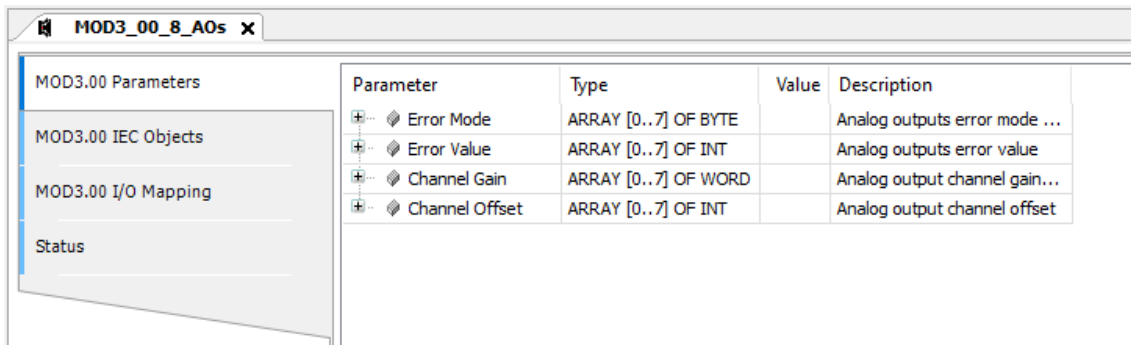 MOD3_00_8_AOs x
MOD3.00 Parameters
MOD3.00 IEC Objects
MOD3.00 I/O Mapping
Status
Parameter Type Value Description
Error Mode ARRAY [0..7] OF BYTE Analog outputs error mode ...
Error Value ARRAY [0..7] OF INT Analog outputs error value
Channel Gain ARRAY [0..7] OF WORD Analog output channel gain...
Channel Offset ARRAY [0..7] OF INT Analog output channel offset